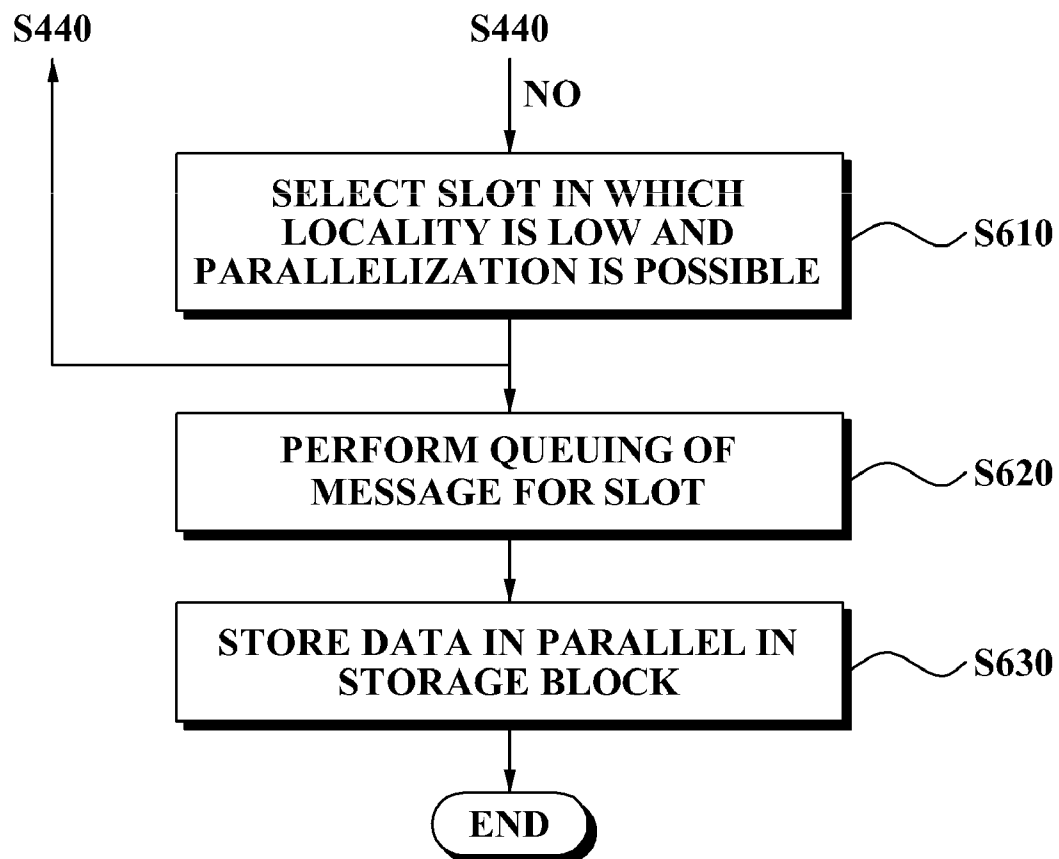 S440
S440
NO
SELECT SLOT IN WHICH
LOCALITY IS LOW AND
PARALLELIZATION IS POSSIBLE
S610
PERFORM QUEUING OF
MESSAGE FOR SLOT
S620
STORE DATA IN PARALLEL IN
STORAGE BLOCK
S630
END